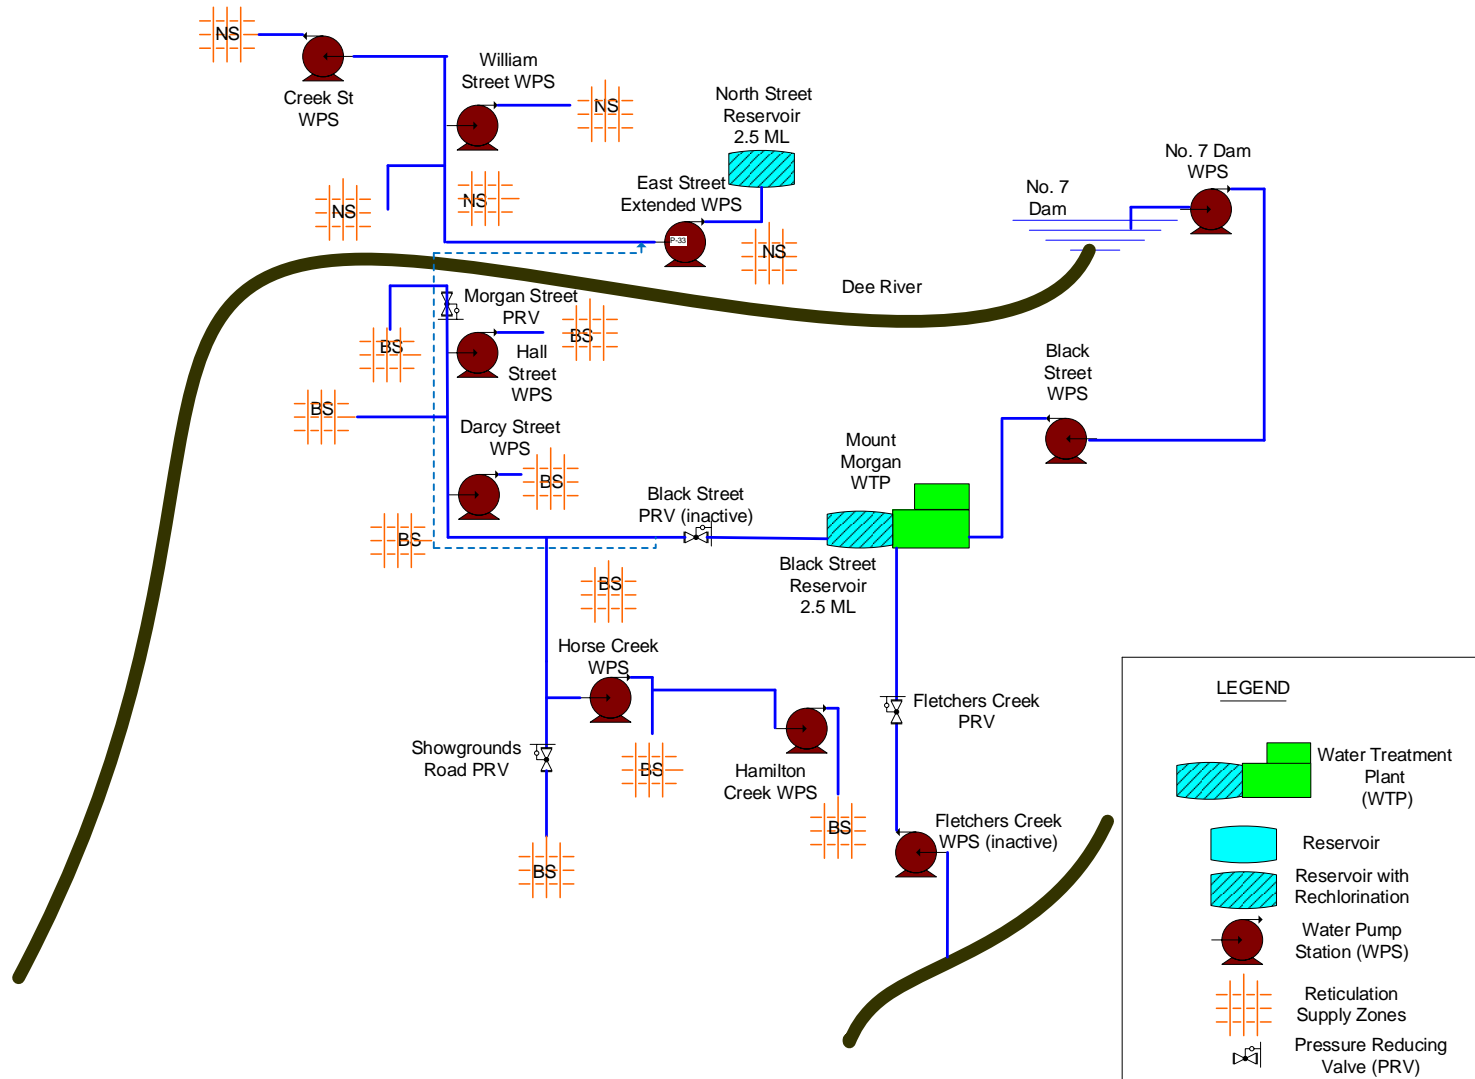 NS
Creek St
WPS
William
Street WPS
NS
North Street
Reservoir
2.5 ML
NS
NS
East Street
Extended WPS
P-33
NS
No. 7
Dam
No. 7 Dam
WPS
Dee River
Morgan Street
PRV
BS
BS
Hall
Street
WPS
BS
Darcy Street
WPS
BS
BS
Black Street
PRV (inactive)
Mount
Morgan
WTP
Black
Street
WPS
Black Street
Reservoir
2.5 ML
BS
Horse Creek
WPS
Showgrounds
Road PRV
BS
Hamilton
Creek WPS
BS
BS
Fletchers Creek
PRV
Fletchers Creek
WPS (inactive)
LEGEND
Water Treatment
Plant
(WTP)
Reservoir
Reservoir with
Rechlorination
Water Pump
Station (WPS)
Reticulation
Supply Zones
Pressure Reducing
Valve (PRV)